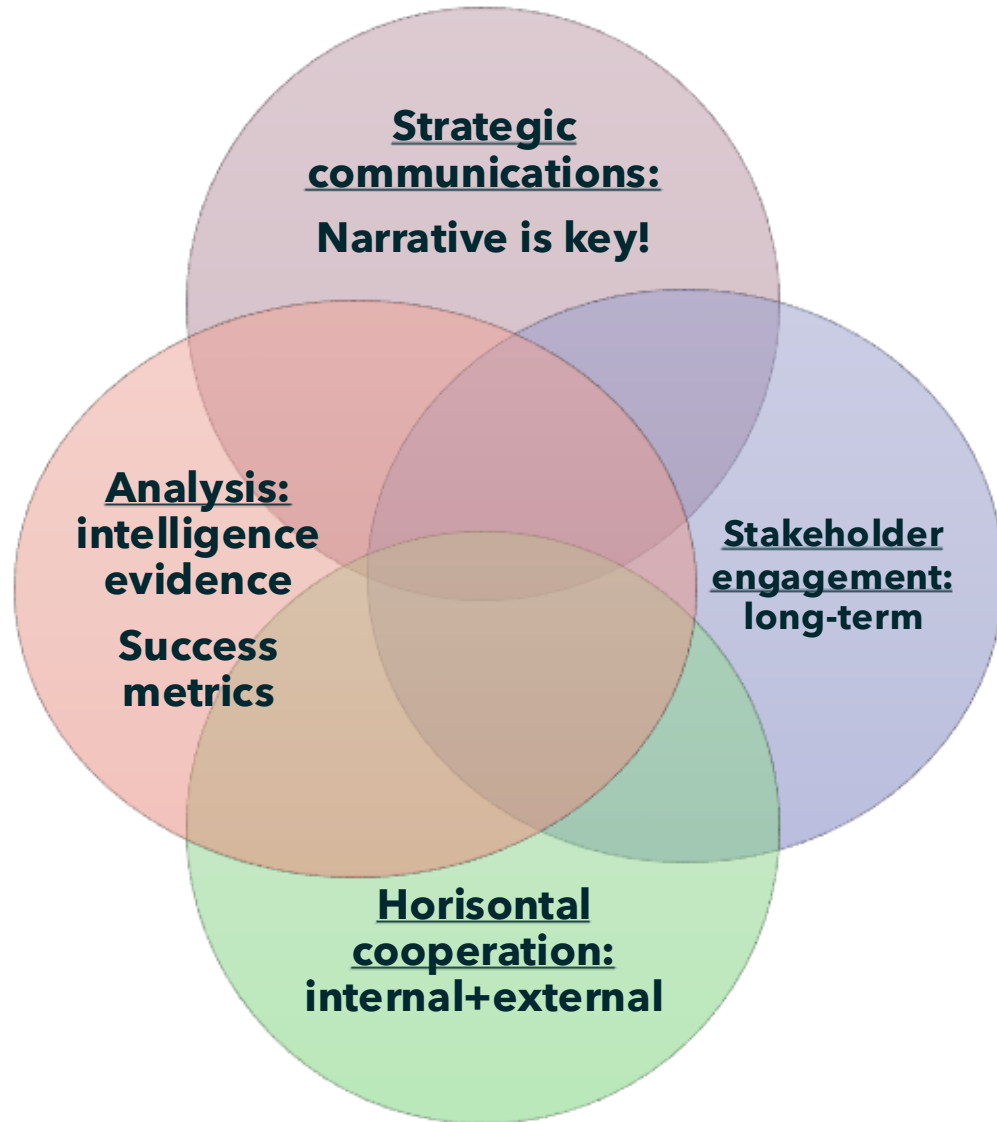 Strategic
communications:
Narrative is key!
Analysis:
intelligence
evidence
Success
metrics
Stakeholder
engagement:
long-term
Horisontal
cooperation:
internal+external